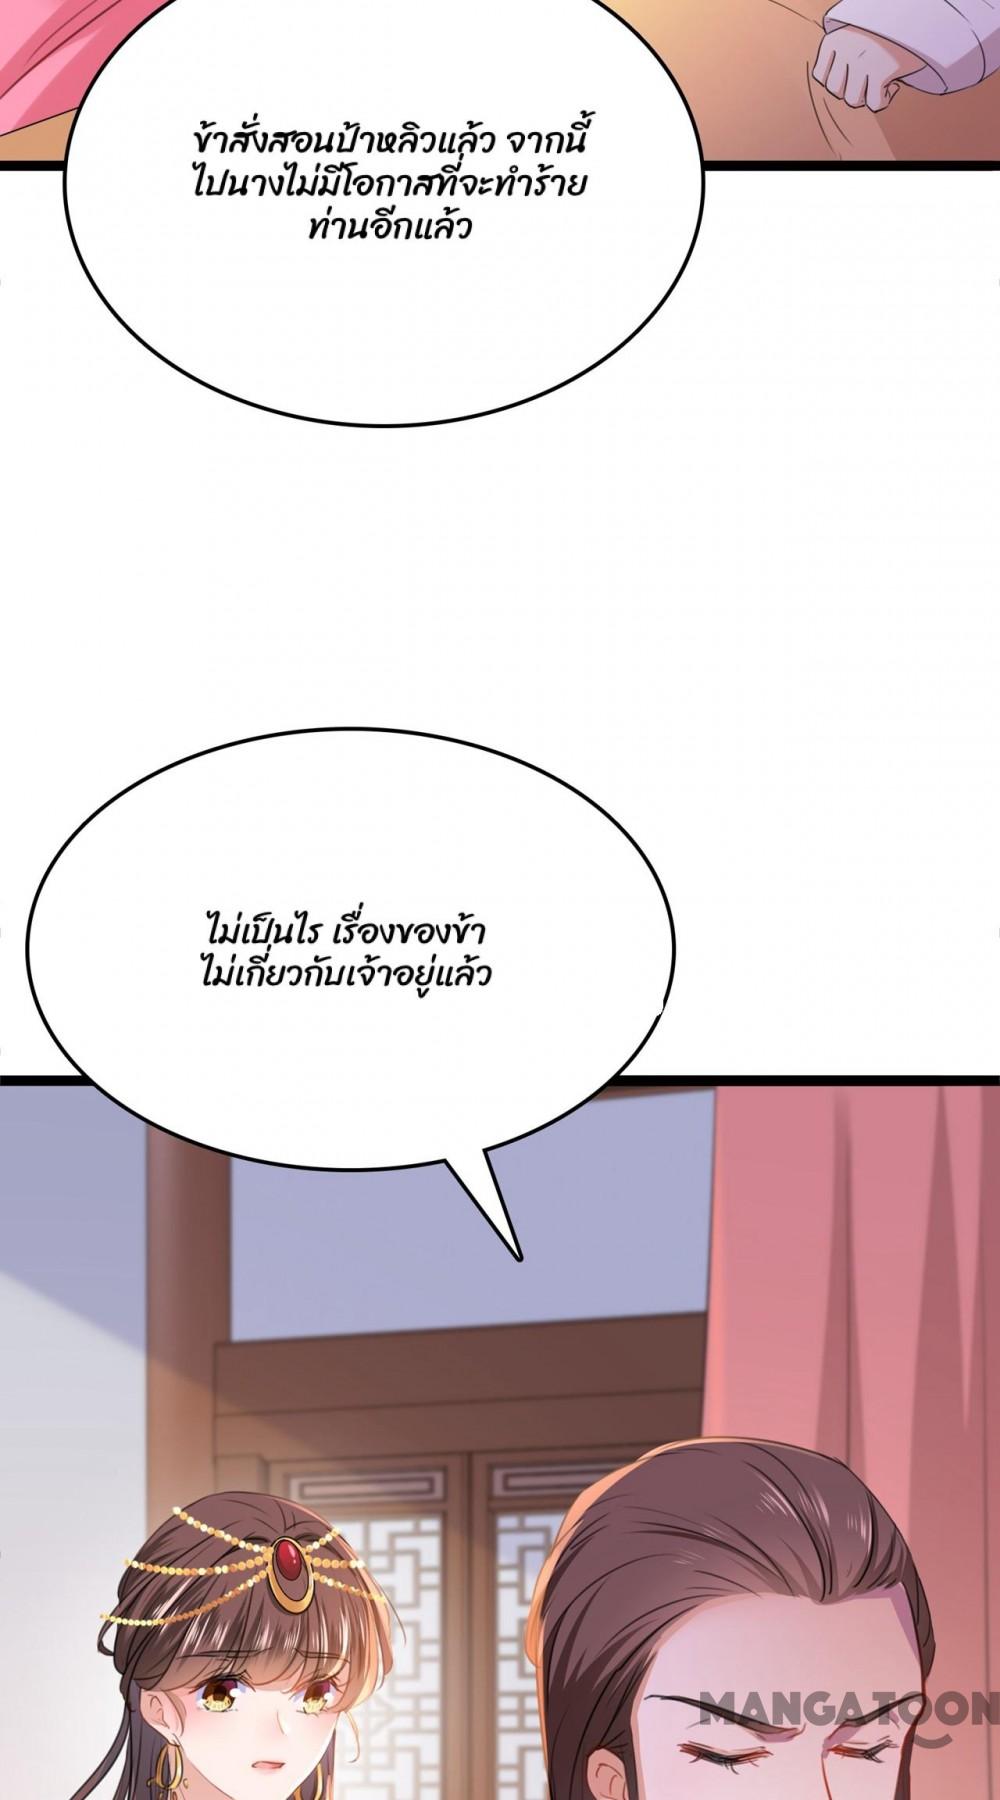 ข้าสั่งสอนป้าหลิวแล้ว จากนี้
ไปนางไม่มีโอกาสที่จะทำร้าย
ท่านอีกแล้ว
ไม่เป็นไร เรื่องของข้า
ไม่เกี่ยวกับเจ้าอยู่แล้ว
MANGATOON